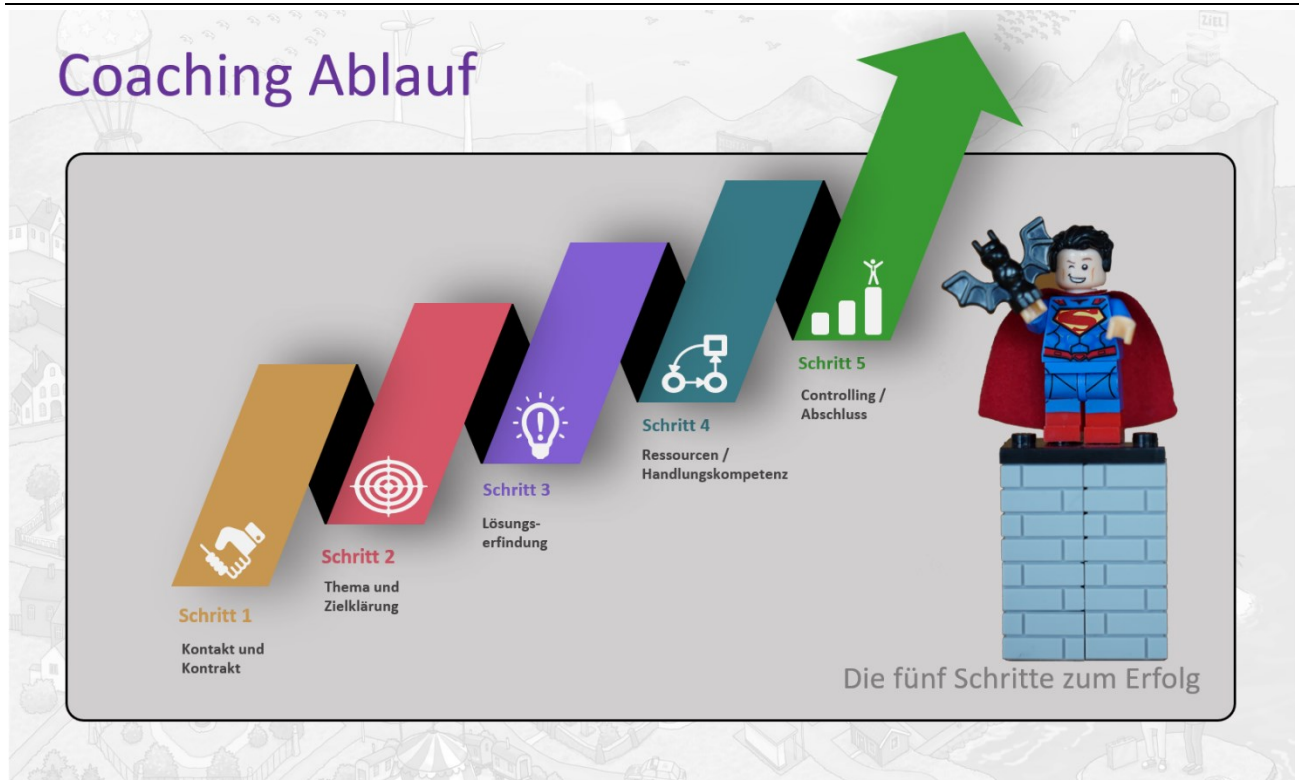 ZIEL
Coaching Ablauf
Schritt 1
Kontakt und
Kontrakt
Schritt 2
Thema und
Zielklärung
Schritt 3
Lösungs-
erfindung
Schritt 4
Ressourcen /
Handlungskompetenz
Schritt 5
Controlling /
Abschluss
Die fünf Schritte zum Erfolg